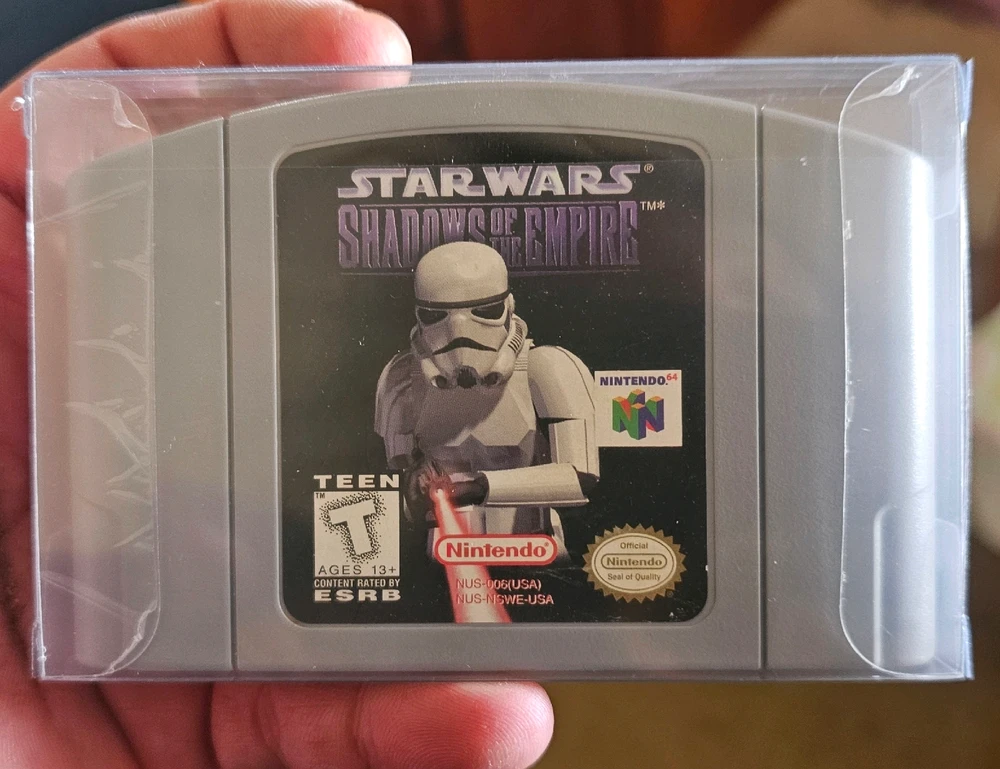 STAR WARS®
SHADOWS OF THE EMPIRE™*
NINTENDO64
TEEN
™
T
AGES 13+
CONTENT RATED BY
ESRB
Nintendo®
NUS-006(USA)
NUS-NSWE-USA
Official
Nintendo
Seal of Quality